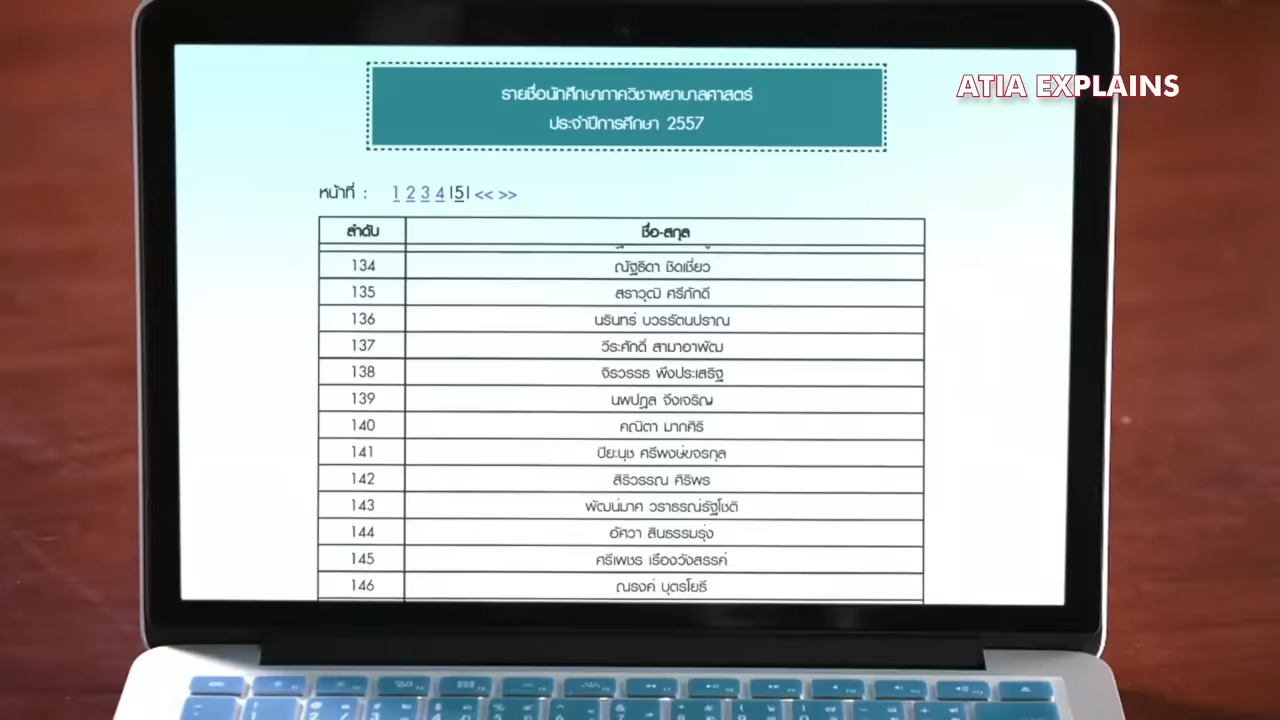 ATIA EXPLAINS
รายชื่อนักศึกษาภาควิชาพยาบาลศาสตร์
ประจำปีการศึกษา 2557
หน้าที่ : 1 2 3 4 |5| << >>
ลำดับ ชื่อ-สกุล
134 ณัฐธิดา ชิดเชี่ยว
135 สราวุฒิ ศรีภักดี
136 นรินทร์ บวรรัตนปราณ
137 วีระศักดิ์ สามาอาพัฒ
138 จิรวรรธ พึงประเสริฐ
139 นพปฎล จึงเจริญ
140 คณิตา มากศิริ
141 ปิยะนุช ศรีพงษ์ขจรกุล
142 สิริวรรณ ศิริพร
143 พัฒน์มาศ วราธรณ์รัฐโชติ
144 อัศวา สินธรรมรุ่ง
145 ศรีเพชร เรืองวังสรรค์
146 ณรงค์ บุตรโยธี